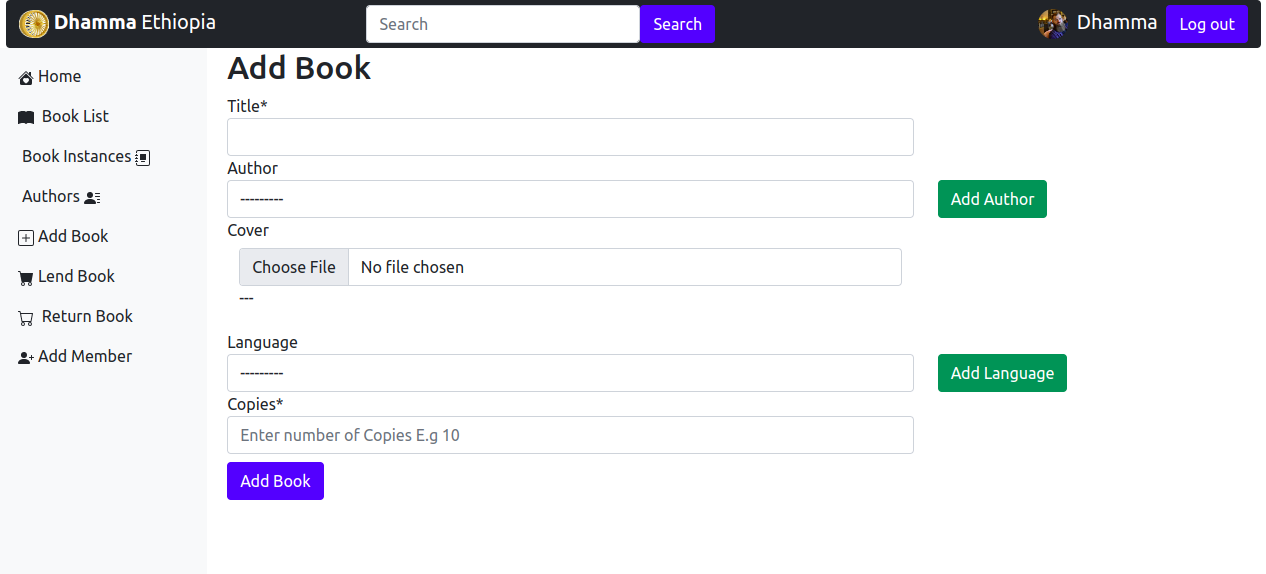 Dhamma Ethiopia
Search
Search
Dhamma
Log out
Home
Book List
Book Instances
Authors
Add Book
Lend Book
Return Book
Add Member
Add Book
Title*
Author
---------
Add Author
Cover
Choose File No file chosen
---
Language
---------
Add Language
Copies*
Enter number of Copies E.g 10
Add Book